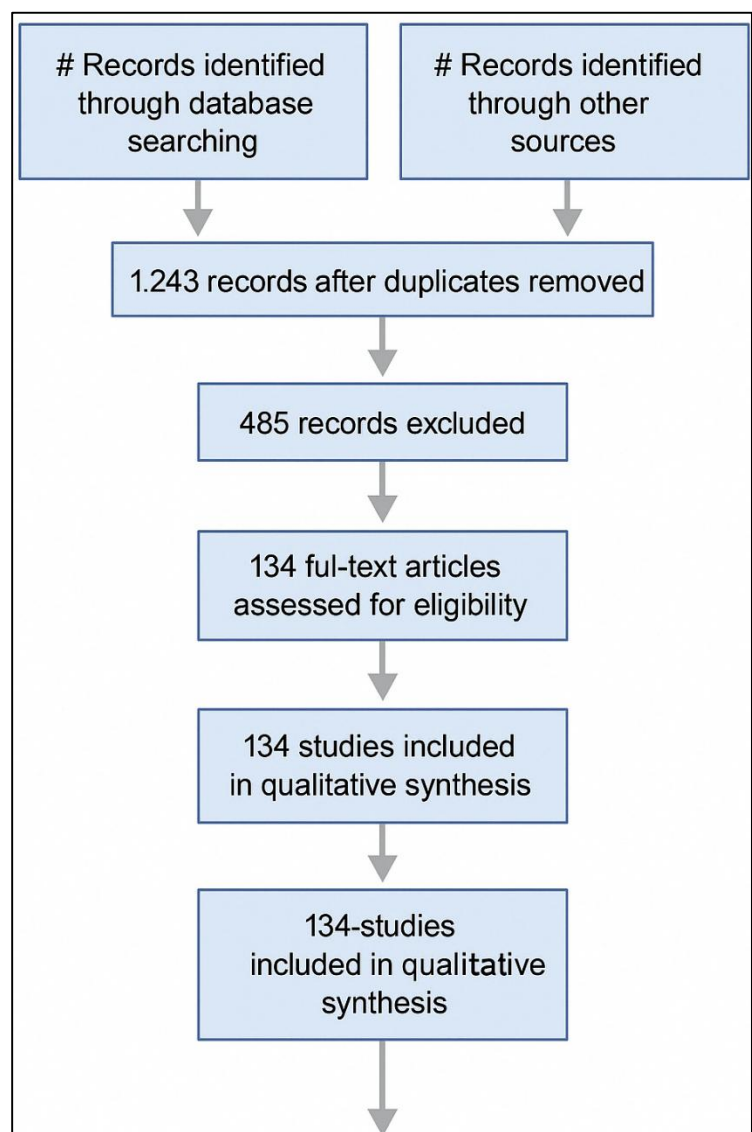 # Records identified
through database
searching
# Records identified
through other
sources
1.243 records after duplicates removed
485 records excluded
134 ful-text articles
assessed for eligibility
134 studies included
in qualitative synthesis
134-studies
included in qualitative
synthesis